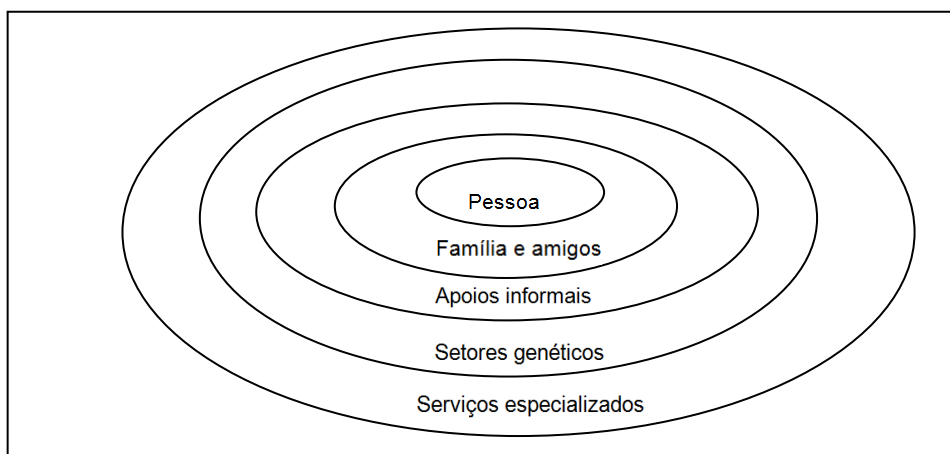 Pessoa
Família e amigos
Apoios informais
Setores genéticos
Serviços especializados